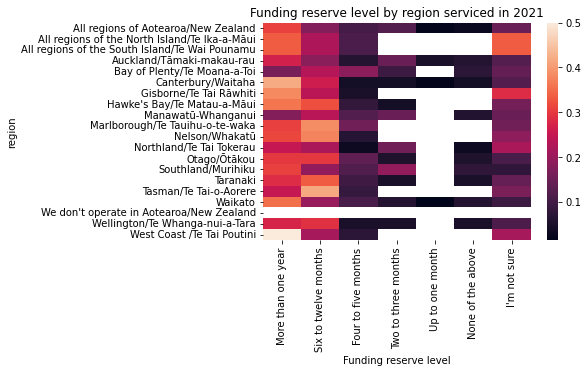 Funding reserve level by region serviced in 2021
region
All regions of Aotearoa/New Zealand
All regions of the North Island/Te Ika-a-Māui
All regions of the South Island/Te Wai Pounamu
Auckland/Tāmaki-makau-rau
Bay of Plenty/Te Moana-a-Toi
Canterbury/Waitaha
Gisborne/Te Tai Rāwhiti
Hawke's Bay/Te Matau-a-Māui
Manawatū-Whanganui
Marlborough/Te Tauihu-o-te-waka
Nelson/Whakatū
Northland/Te Tai Tokerau
Otago/Ōtākou
Southland/Murihiku
Taranaki
Tasman/Te Tai-o-Aorere
Waikato
We don't operate in Aotearoa/New Zealand
Wellington/Te Whanga-nui-a-Tara
West Coast /Te Tai Poutini
More than one year
Six to twelve months
Four to five months
Two to three months
Up to one month
None of the above
I'm not sure
Funding reserve level
0.5
0.4
0.3
0.2
0.1